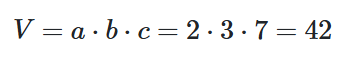 V = a · b · c = 2 · 3 · 7 = 42